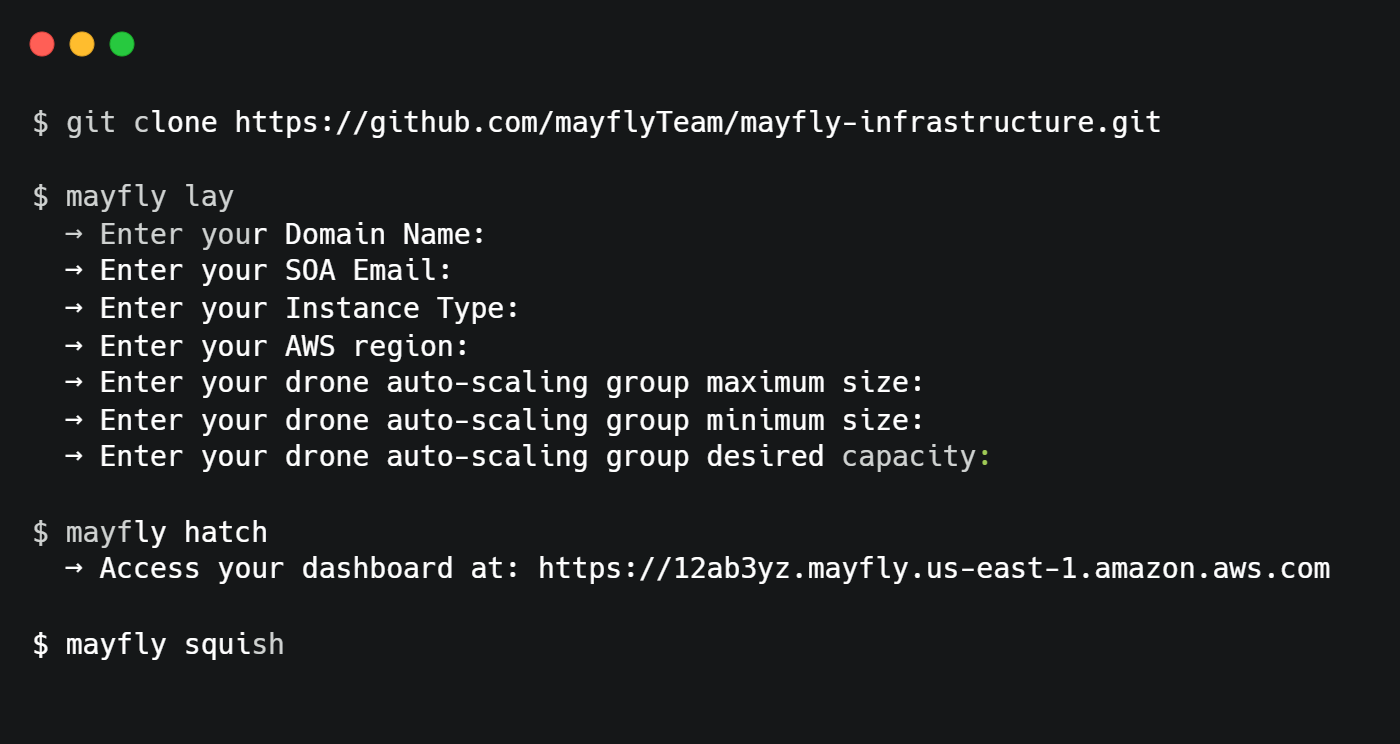 $ git clone https://github.com/mayflyTeam/mayfly-infrastructure.git
$ mayfly lay
→ Enter your Domain Name:
→ Enter your SOA Email:
→ Enter your Instance Type:
→ Enter your AWS region:
→ Enter your drone auto-scaling group maximum size:
→ Enter your drone auto-scaling group minimum size:
→ Enter your drone auto-scaling group desired capacity:
$ mayfly hatch
→ Access your dashboard at: https://12ab3yz.mayfly.us-east-1.amazon.aws.com
$ mayfly squish